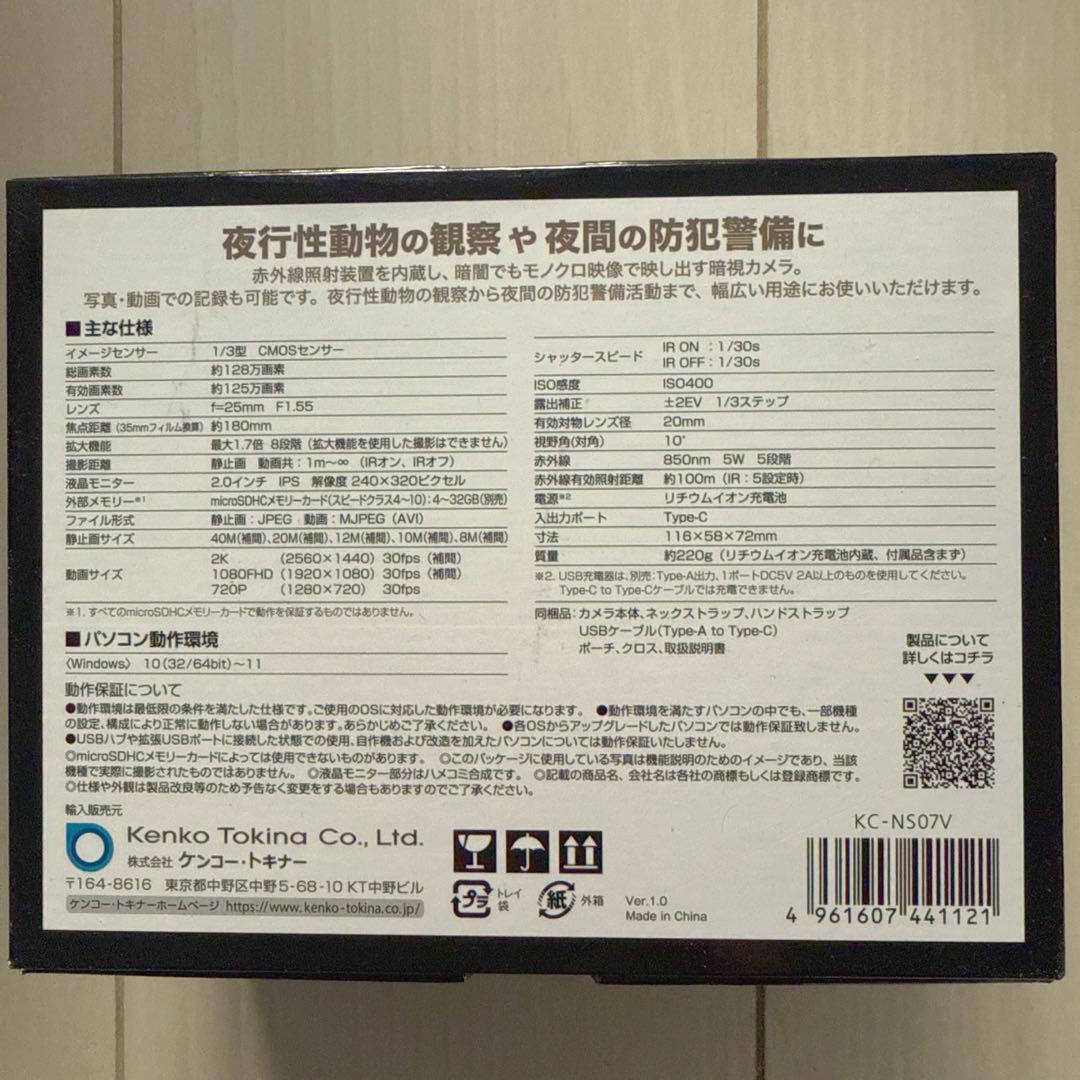 夜行性動物の観察や夜間の防犯警備に
赤外線照射装置を内蔵し、暗闇でもモノクロ映像で映し出す暗視カメラ。
写真・動画での記録も可能です。夜行性動物の観察から夜間の防犯警備活動まで、幅広い用途にお使いいただけます。
■主な仕様
イメージセンサー 1/3型 CMOSセンサー
総画素数 約128万画素
有効画素数 約125万画素
レンズ f=25mm F1.55
焦点距離(35mmフィルム換算) 約180mm
拡大機能 最大1.7倍 8段階(拡大機能を使用した撮影はできません)
撮影距離 静止画 動画共:1m~∞ (IRオン、IRオフ)
液晶モニター 2.0インチ IPS 解像度 240×320ピクセル
外部メモリー※1 microSDHCメモリーカード(スピードクラス4~10):4~32GB(別売)
ファイル形式 静止画:JPEG 動画:MJPEG(AVI)
静止画サイズ 40M(補間)、20M(補間)、12M(補間)、10M(補間)、8M(補間)
動画サイズ 2K (2560×1440) 30fps(補間)
1080FHD (1920×1080) 30fps(補間)
720P (1280×720) 30fps
※1. すべてのmicroSDHCメモリーカードで動作を保証するものではありません。
■パソコン動作環境
〈Windows〉 10(32/64bit)~11
シャッタースピード IR ON :1/30s
IR OFF:1/30s
ISO感度 ISO400
露出補正 ±2EV 1/3ステップ
有効対物レンズ径 20mm
視野角(対角) 10°
赤外線 850nm 5W 5段階
赤外線有効照射距離 約100m(IR:5設定時)
電源※2 リチウムイオン充電池
入出力ポート Type-C
寸法 116×58×72mm
質量 約220g(リチウムイオン充電池内蔵、付属品含まず)
※2. USB充電器は、別売:Type-A出力、1ポートDC5V 2A以上のものを使用してください。
Type-C to Type-Cケーブルでは充電できません。
同梱品:カメラ本体、ネックストラップ、ハンドストラップ
USBケーブル(Type-A to Type-C)
ポーチ、クロス、取扱説明書
製品について
詳しくはコチラ
▼▼▼
動作保証について
●動作環境は最低限の条件を満たした仕様です。ご使用のOSに対応した動作環境が必要になります。 ●動作環境を満たすパソコンの中でも、一部機種
の設定、構成により正常に動作しない場合があります。あらかじめご了承ください。 ●各OSからアップグレードしたパソコンでは動作保証致しません。
●USBハブや拡張USBポートに接続した状態での使用、自作機および改造を加えたパソコンについては動作保証いたしません。
◎microSDHCメモリーカードによっては使用できないものがあります。 ◎このパッケージに使用している写真は機能説明のためのイメージであり、当該
機種で実際に撮影されたものではありません。 ◎液晶モニター部分はハメコミ合成です。 ◎記載の商品名、会社名は各社の商標もしくは登録商標です。
◎仕様や外観は製品改良等のため予告なく変更をする場合もありますのでご了承ください。
輸入販売元
Kenko Tokina Co., Ltd.
株式会社 ケンコー・トキナー
〒164-8616 東京都中野区中野5-68-10 KT中野ビル
ケンコー・トキナーホームページ https://www.kenko-tokina.co.jp/
プラ トレイ
袋
紙 外箱
Ver.1.0
Made in China
KC-NS07V
4 961607 441121